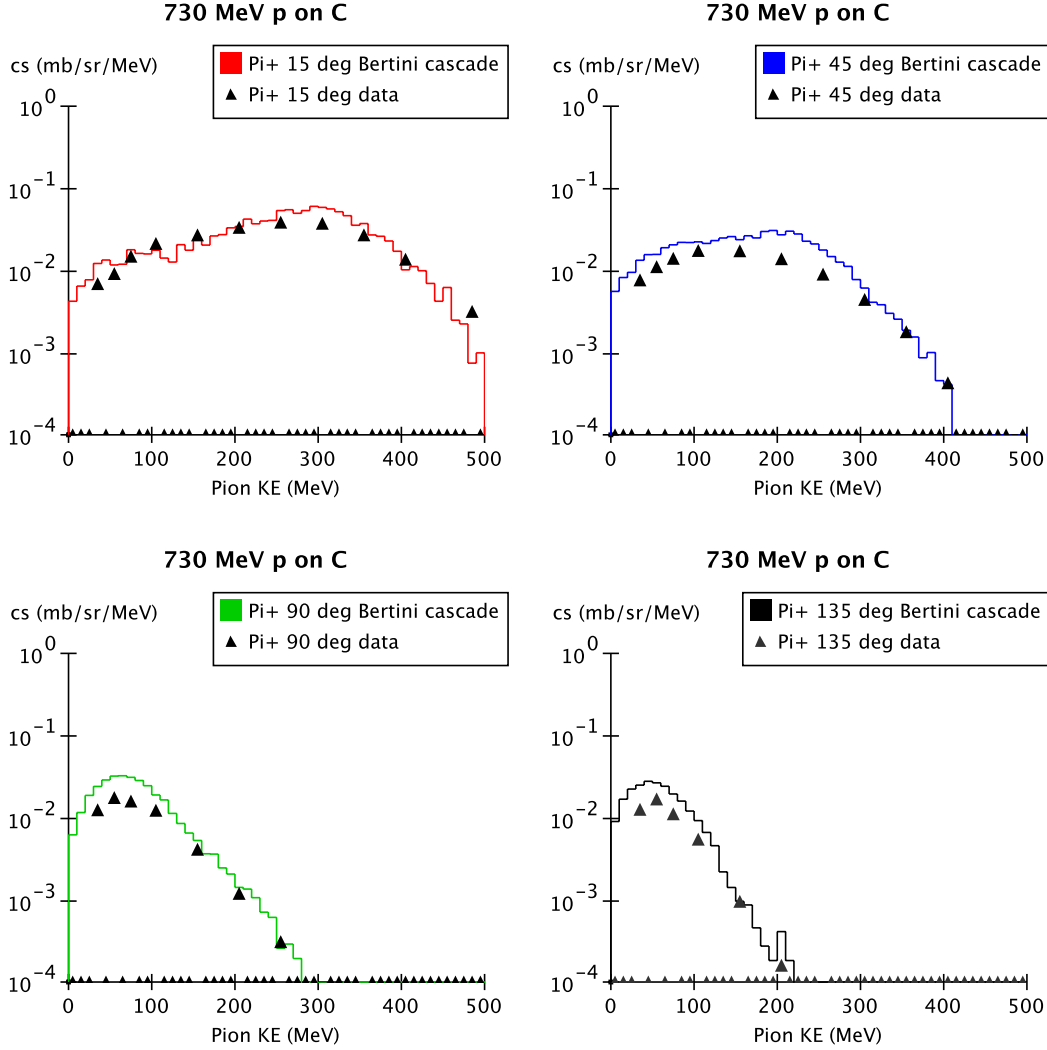 730 MeV p on C
cs (mb/sr/MeV)
Pi+ 15 deg Bertini cascade
Pi+ 15 deg data
10^0
10^-1
10^-2
10^-3
10^-4
0 100 200 300 400 500
Pion KE (MeV)
730 MeV p on C
cs (mb/sr/MeV)
Pi+ 45 deg Bertini cascade
Pi+ 45 deg data
10^0
10^-1
10^-2
10^-3
10^-4
0 100 200 300 400 500
Pion KE (MeV)
730 MeV p on C
cs (mb/sr/MeV)
Pi+ 90 deg Bertini cascade
Pi+ 90 deg data
10^0
10^-1
10^-2
10^-3
10^-4
0 100 200 300 400 500
Pion KE (MeV)
730 MeV p on C
cs (mb/sr/MeV)
Pi+ 135 deg Bertini cascade
Pi+ 135 deg data
10^0
10^-1
10^-2
10^-3
10^-4
0 100 200 300 400 500
Pion KE (MeV)